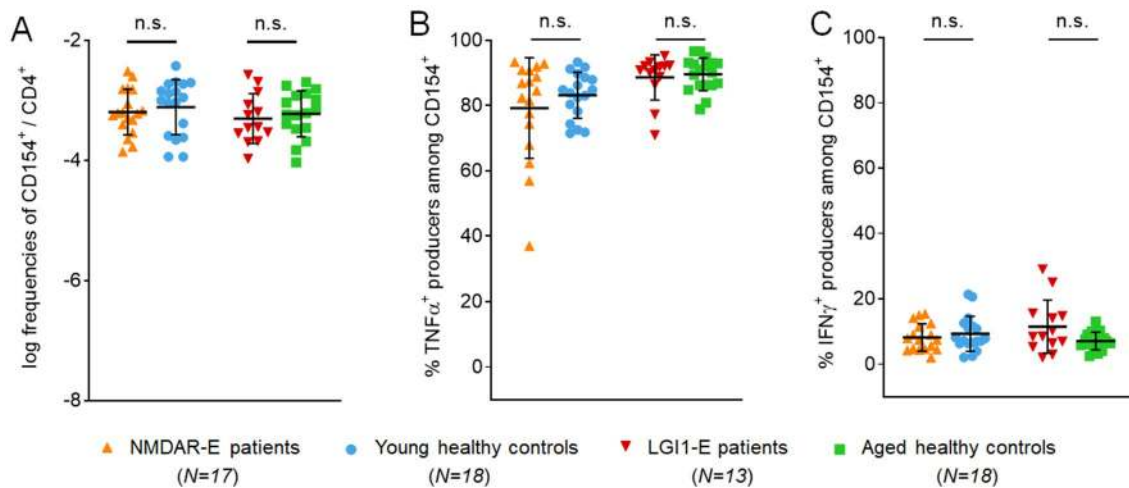 A
n.s.
n.s.
log frequencies of CD154⁺ / CD4⁺
-2
-4
-6
-8
B
n.s.
n.s.
% TNFα⁺ producers among CD154⁺
100
80
60
40
20
0
C
n.s.
n.s.
% IFNγ⁺ producers among CD154⁺
100
80
60
40
20
0
NMDAR-E patients Young healthy controls LGI1-E patients Aged healthy controls
(N=17) (N=18) (N=13) (N=18)